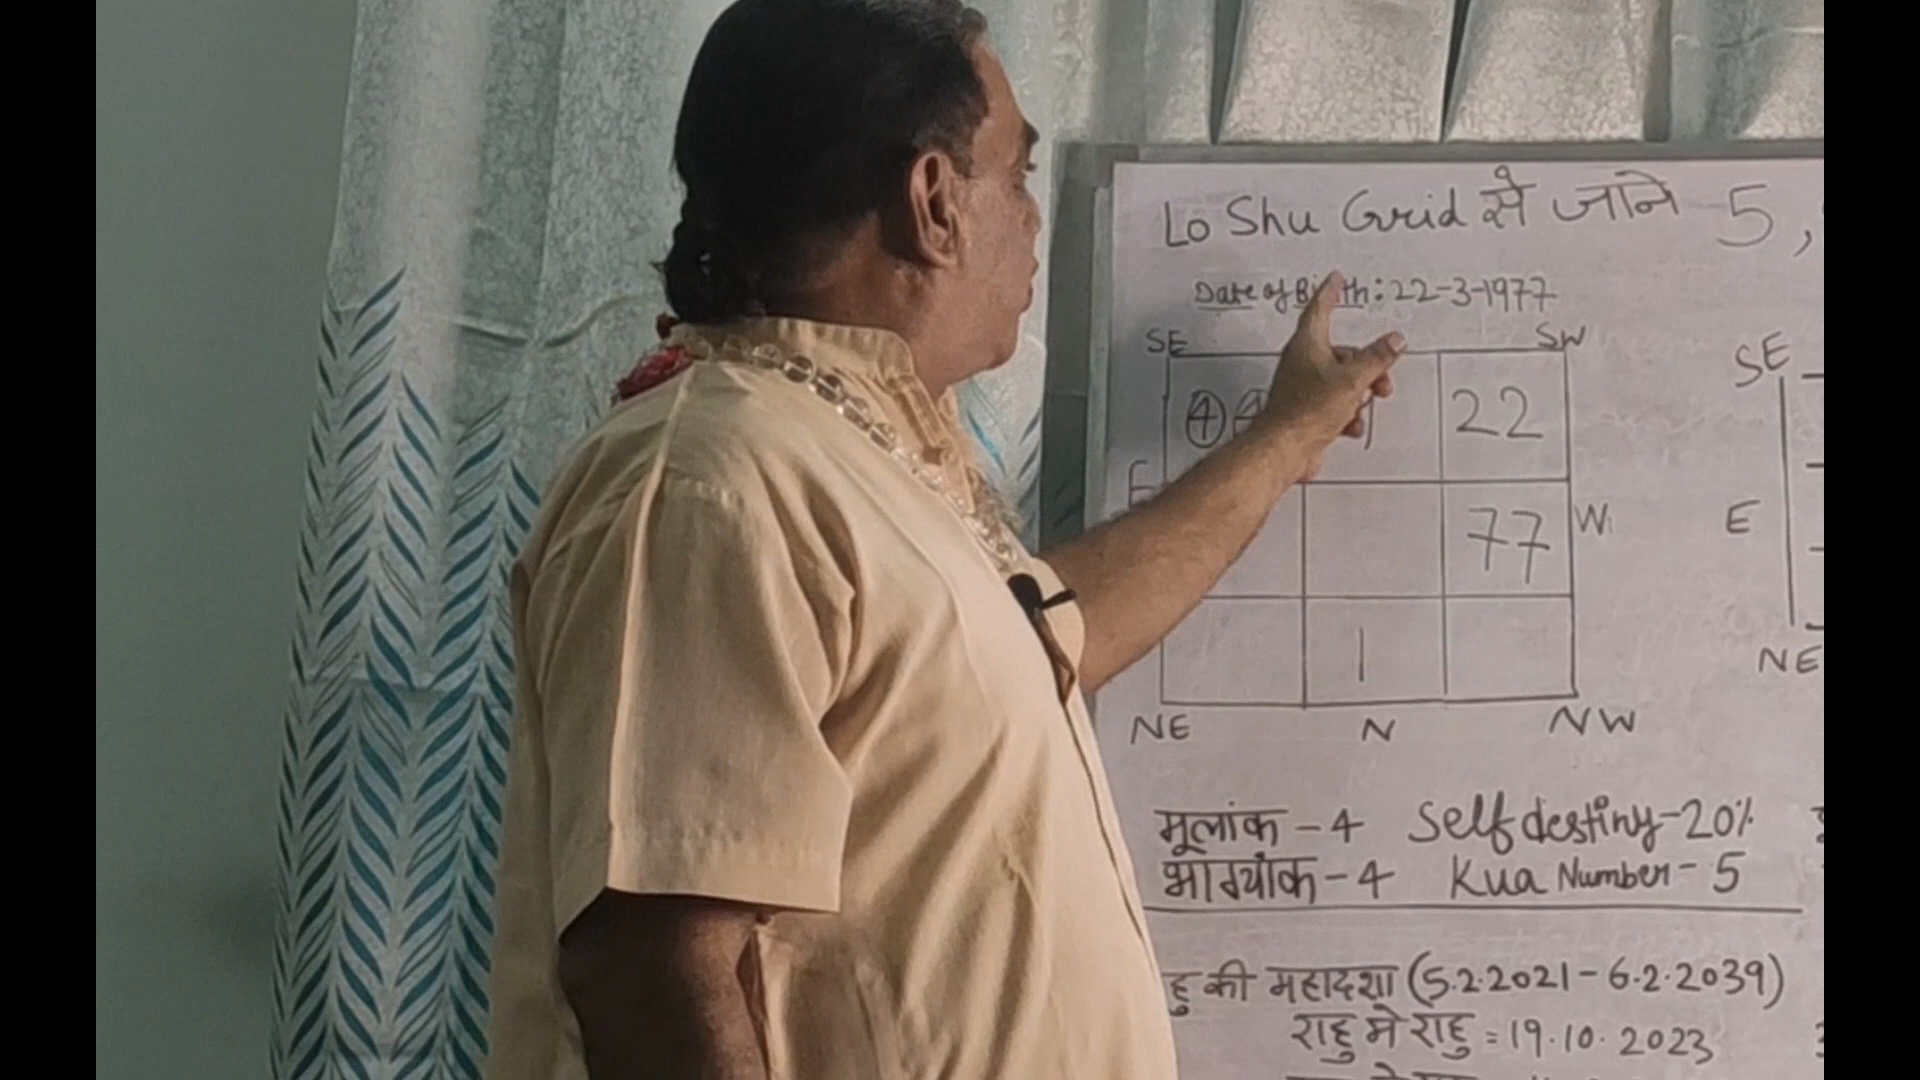 Lo Shu Grid से जाने 5,
Date of Birth: 22-3-1977
SE SW
④ 22
E
77 W
1
NE N NW
SE
E
NE
मूलांक - 4 Self destiny - 20%
भाग्यांक - 4 Kua Number - 5
हु की महादशा (5.2.2021 - 6.2.2039)
राहु मे राहु = 19.10.2023